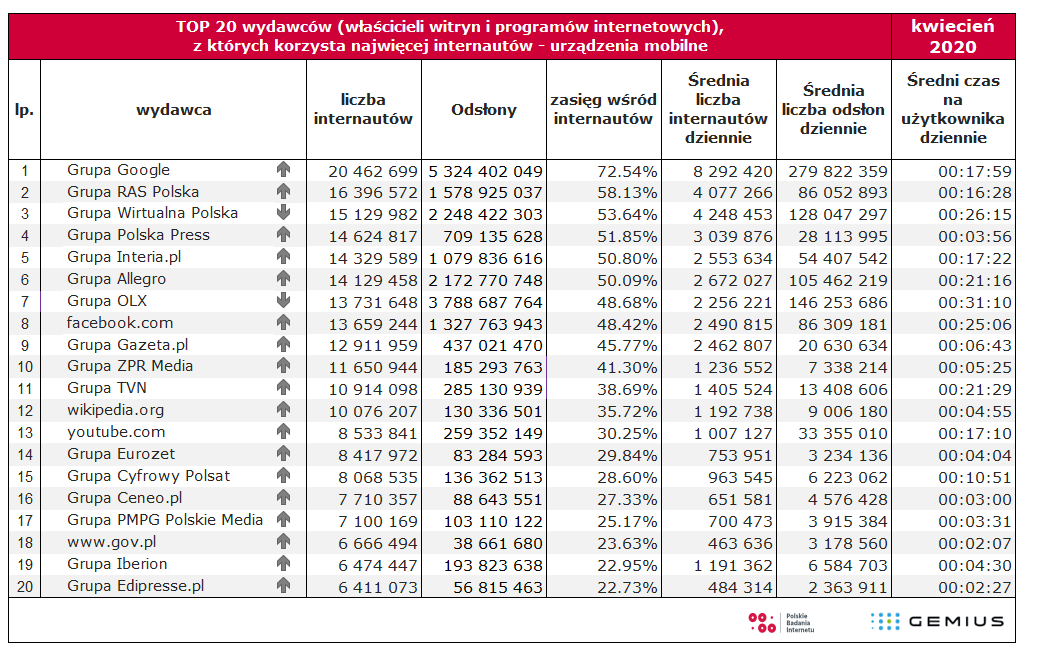 TOP 20 wydawców (właścicieli witryn i programów internetowych),
z których korzysta najwięcej internautów - urządzenia mobilne
kwiecień
2020
lp. wydawca liczba internautów Odsłony zasięg wśród internautów Średnia liczba internautów dziennie Średnia liczba odsłon dziennie Średni czas na użytkownika dziennie
1 Grupa Google 20 462 699 5 324 402 049 72.54% 8 292 420 279 822 359 00:17:59
2 Grupa RAS Polska 16 396 572 1 578 925 037 58.13% 4 077 266 86 052 893 00:16:28
3 Grupa Wirtualna Polska 15 129 982 2 248 422 303 53.64% 4 248 453 128 047 297 00:26:15
4 Grupa Polska Press 14 624 817 709 135 628 51.85% 3 039 876 28 113 995 00:03:56
5 Grupa Interia.pl 14 329 589 1 079 836 616 50.80% 2 553 634 54 407 542 00:17:22
6 Grupa Allegro 14 129 458 2 172 770 748 50.09% 2 672 027 105 462 219 00:21:16
7 Grupa OLX 13 731 648 3 788 687 764 48.68% 2 256 221 146 253 686 00:31:10
8 facebook.com 13 659 244 1 327 763 943 48.42% 2 490 815 86 309 181 00:25:06
9 Grupa Gazeta.pl 12 911 959 437 021 470 45.77% 2 462 807 20 630 634 00:06:43
10 Grupa ZPR Media 11 650 944 185 293 763 41.30% 1 236 552 7 338 214 00:05:25
11 Grupa TVN 10 914 098 285 130 939 38.69% 1 405 524 13 408 606 00:21:29
12 wikipedia.org 10 076 207 130 336 501 35.72% 1 192 738 9 006 180 00:04:55
13 youtube.com 8 533 841 259 352 149 30.25% 1 007 127 33 355 010 00:17:10
14 Grupa Eurozet 8 417 972 83 284 593 29.84% 753 951 3 234 136 00:04:04
15 Grupa Cyfrowy Polsat 8 068 535 136 362 513 28.60% 963 545 6 223 062 00:10:51
16 Grupa Ceneo.pl 7 710 357 88 643 551 27.33% 651 581 4 576 428 00:03:00
17 Grupa PMPG Polskie Media 7 100 169 103 110 122 25.17% 700 473 3 915 384 00:03:31
18 www.gov.pl 6 666 494 38 661 680 23.63% 463 636 3 178 560 00:02:07
19 Grupa Iberion 6 474 447 193 823 638 22.95% 1 191 362 6 584 703 00:04:30
20 Grupa Edipresse.pl 6 411 073 56 815 463 22.73% 484 314 2 363 911 00:02:27
Polskie
Badania
Internetu
GEMIUS